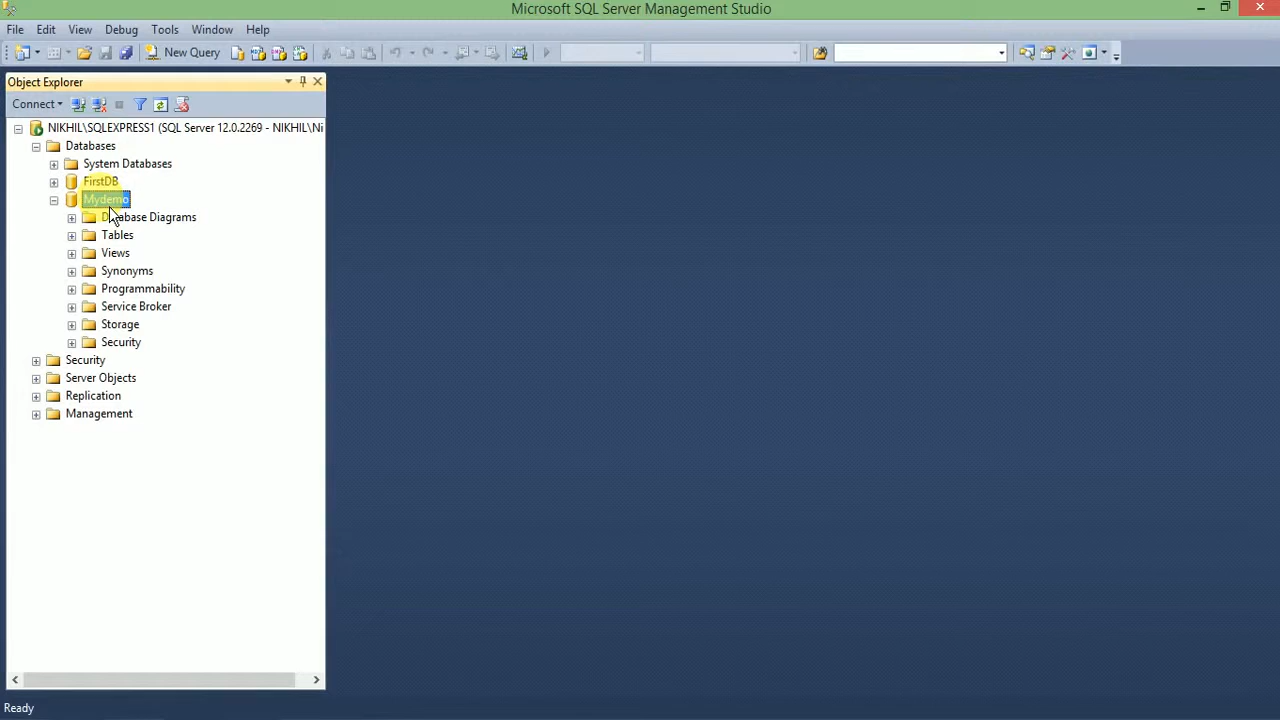 Microsoft SQL Server Management Studio
File Edit View Debug Tools Window Help
New Query
Object Explorer
Connect
NIKHIL\SQLEXPRESS1 (SQL Server 12.0.2269 - NIKHIL\Ni
Databases
System Databases
FirstDB
Mydemo
Database Diagrams
Tables
Views
Synonyms
Programmability
Service Broker
Storage
Security
Security
Server Objects
Replication
Management
Ready